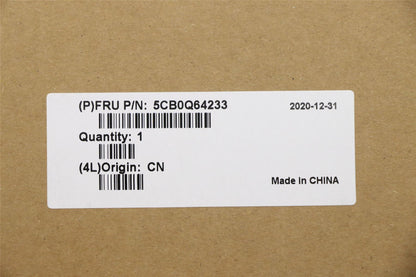 (P)FRU P/N: 5CB0Q64233 2020-12-31
Quantity: 1
(4L)Origin: CN
Made in CHINA